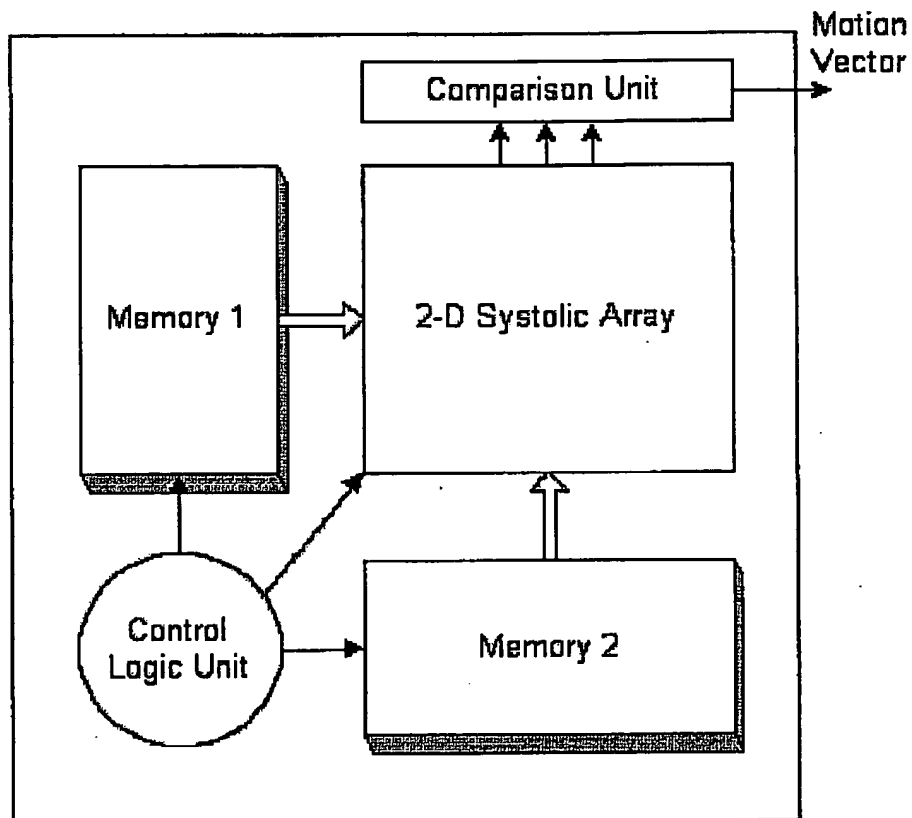 Motion
Vector
Comparison Unit
Memory 1
2-D Systolic Array
Control
Logic Unit
Memory 2